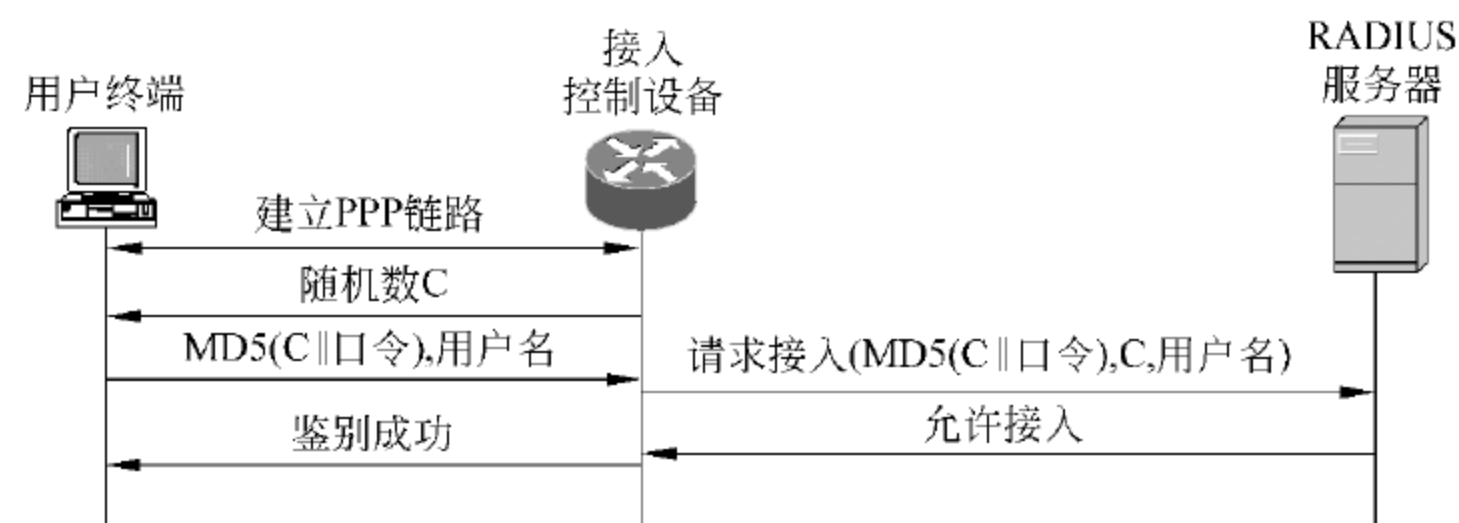 用户终端
接入
控制设备
RADIUS
服务器
建立PPP链路
随机数C
MD5(C||口令),用户名
请求接入(MD5(C||口令),C,用户名)
允许接入
鉴别成功